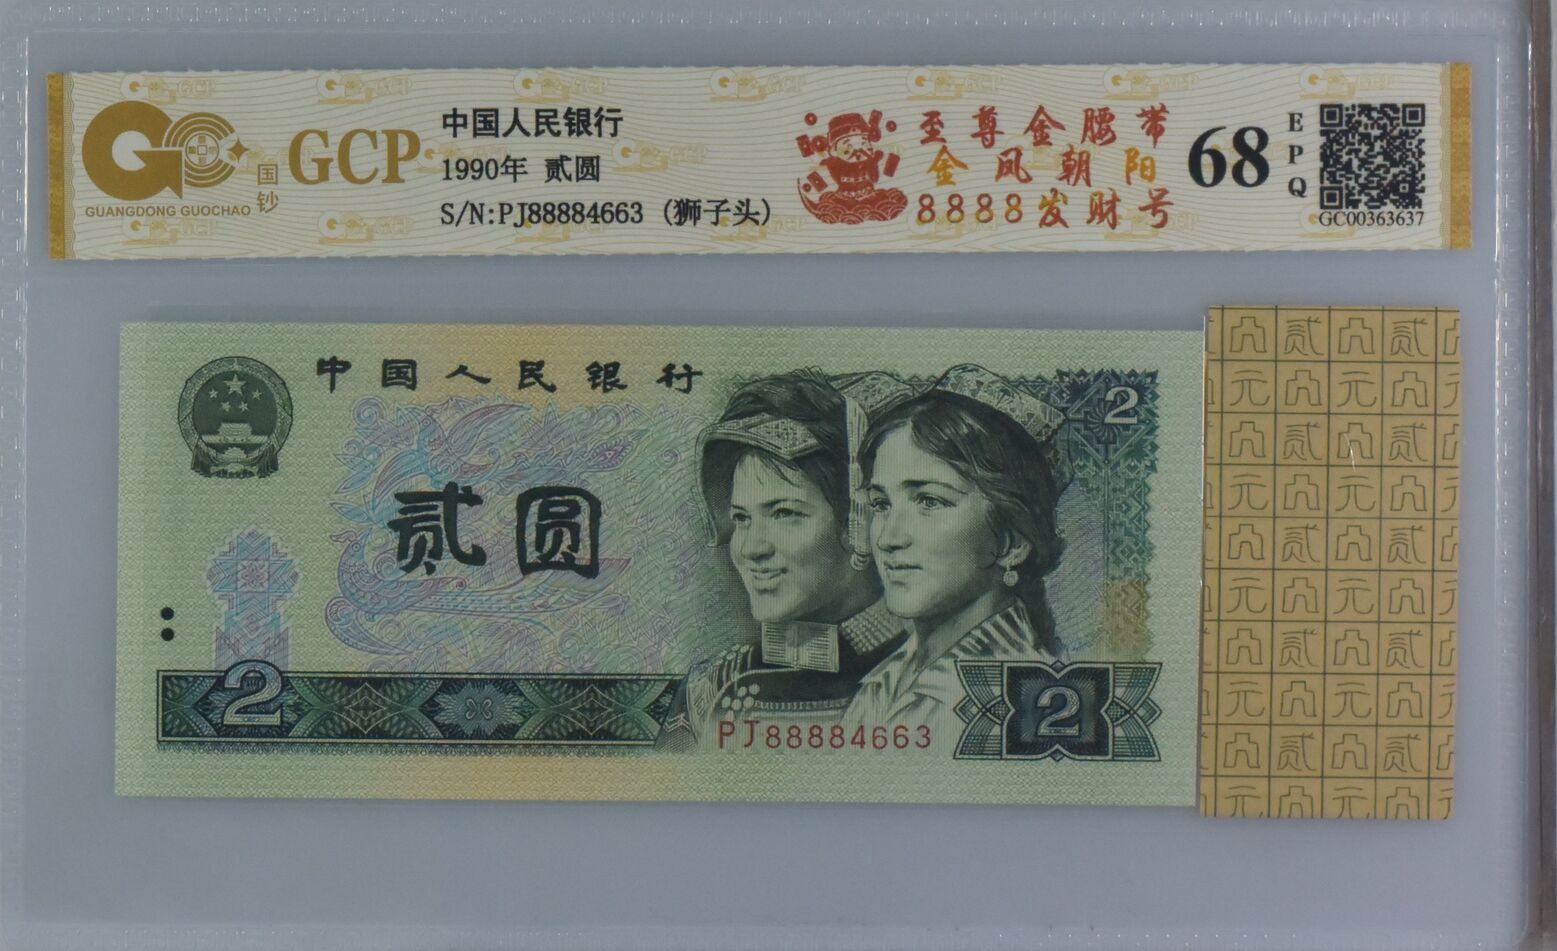 GCP
国钞
GUANGDONG GUOCHAO
中国人民银行
1990年 贰圆
S/N:PJ88884663 (狮子头)
至尊金腰带
金凤朝阳
8888发财号
68
EPQ
GC00363637
中国人民银行
2
贰圆
2
PJ88884663
2